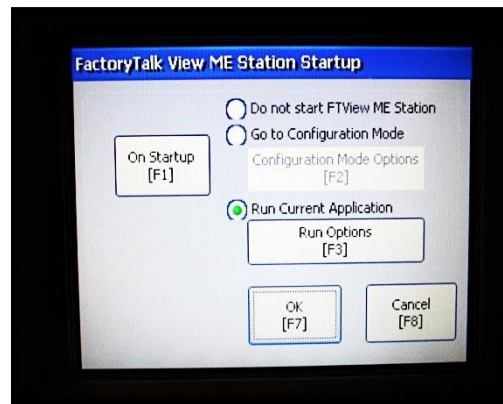 FactoryTalk View ME Station Startup
Do not start FTView ME Station
Go to Configuration Mode
On Startup
[F1]
Configuration Mode Options
[F2]
Run Current Application
Run Options
[F3]
OK
[F7]
Cancel
[F8]